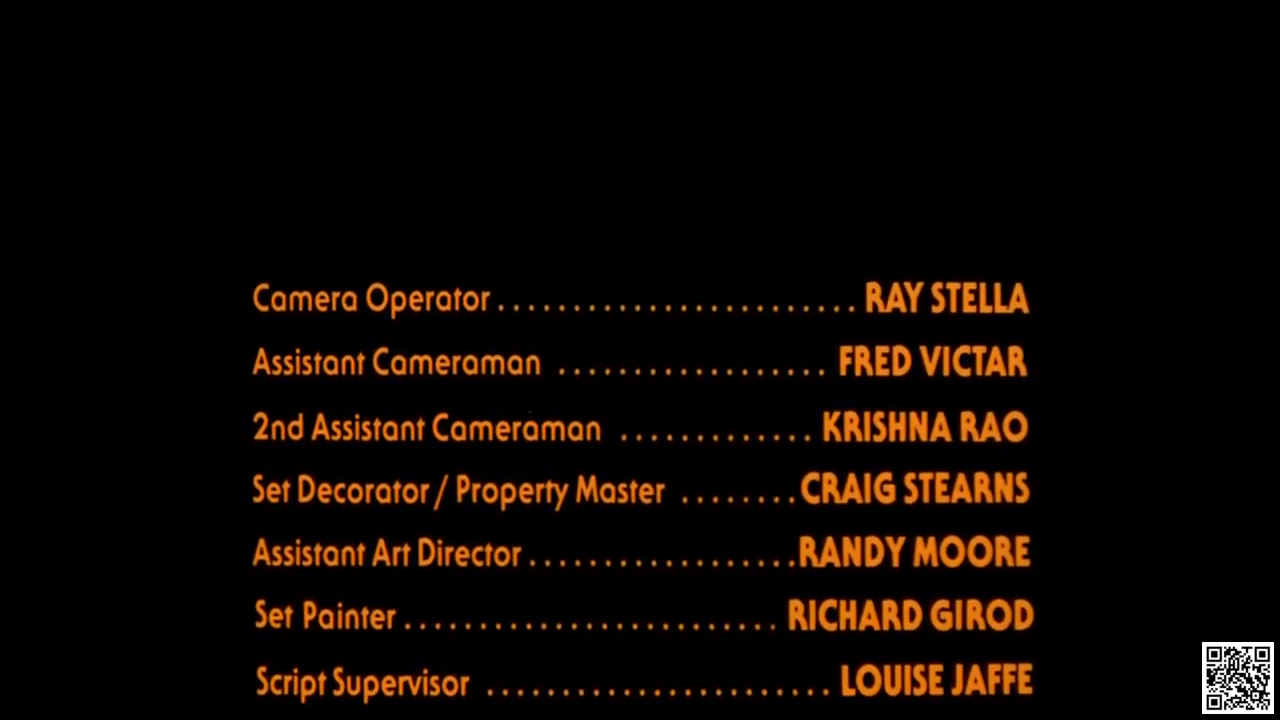 Camera Operator ........................ RAY STELLA
Assistant Cameraman .................. FRED VICTAR
2nd Assistant Cameraman ............. KRISHNA RAO
Set Decorator / Property Master ........ CRAIG STEARNS
Assistant Art Director .................. RANDY MOORE
Set Painter ......................... RICHARD GIROD
Script Supervisor ....................... LOUISE JAFFE